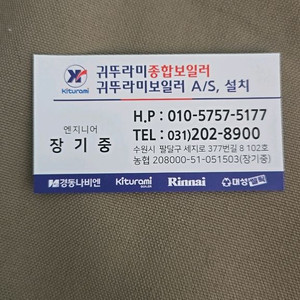 귀뚜라미종합보일러
Kiturami
귀뚜라미보일러 A/S, 설치
엔지니어
장기중
H.P : 010-5757-5177
TEL : 031)202-8900
수원시 팔달구 세지로 377번길 8 102호
농협 208000-51-051503(장기중)
경동나비엔 Kiturami Rinnai 대성쎌틱